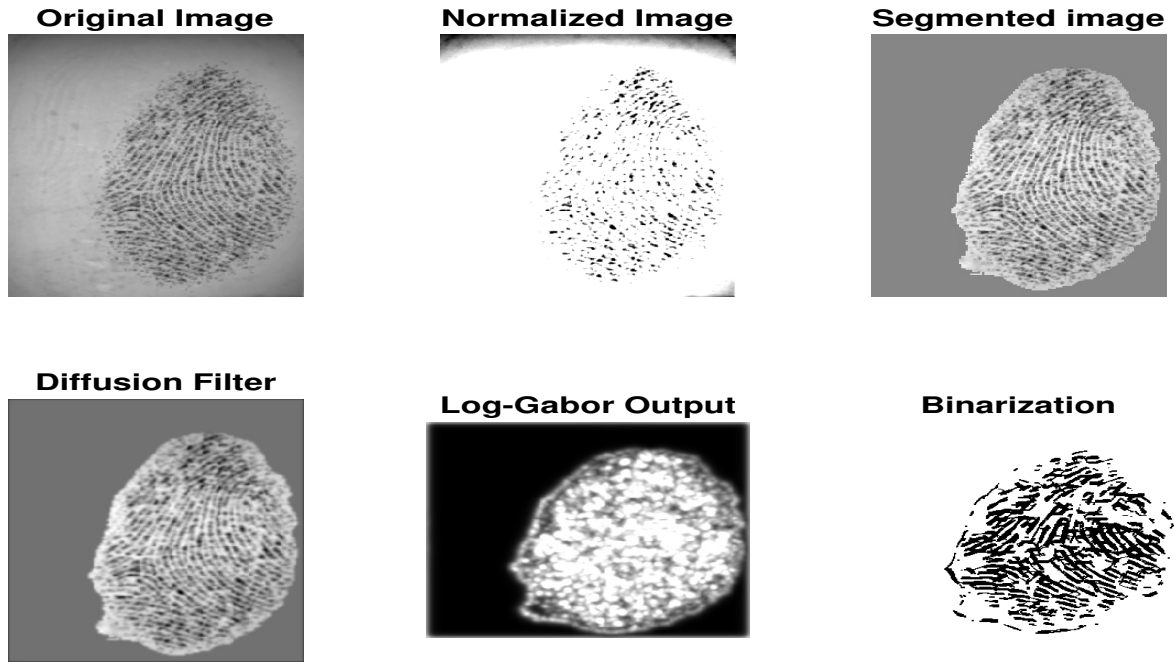 Original Image
Normalized Image
Segmented image
Diffusion Filter
Log-Gabor Output
Binarization